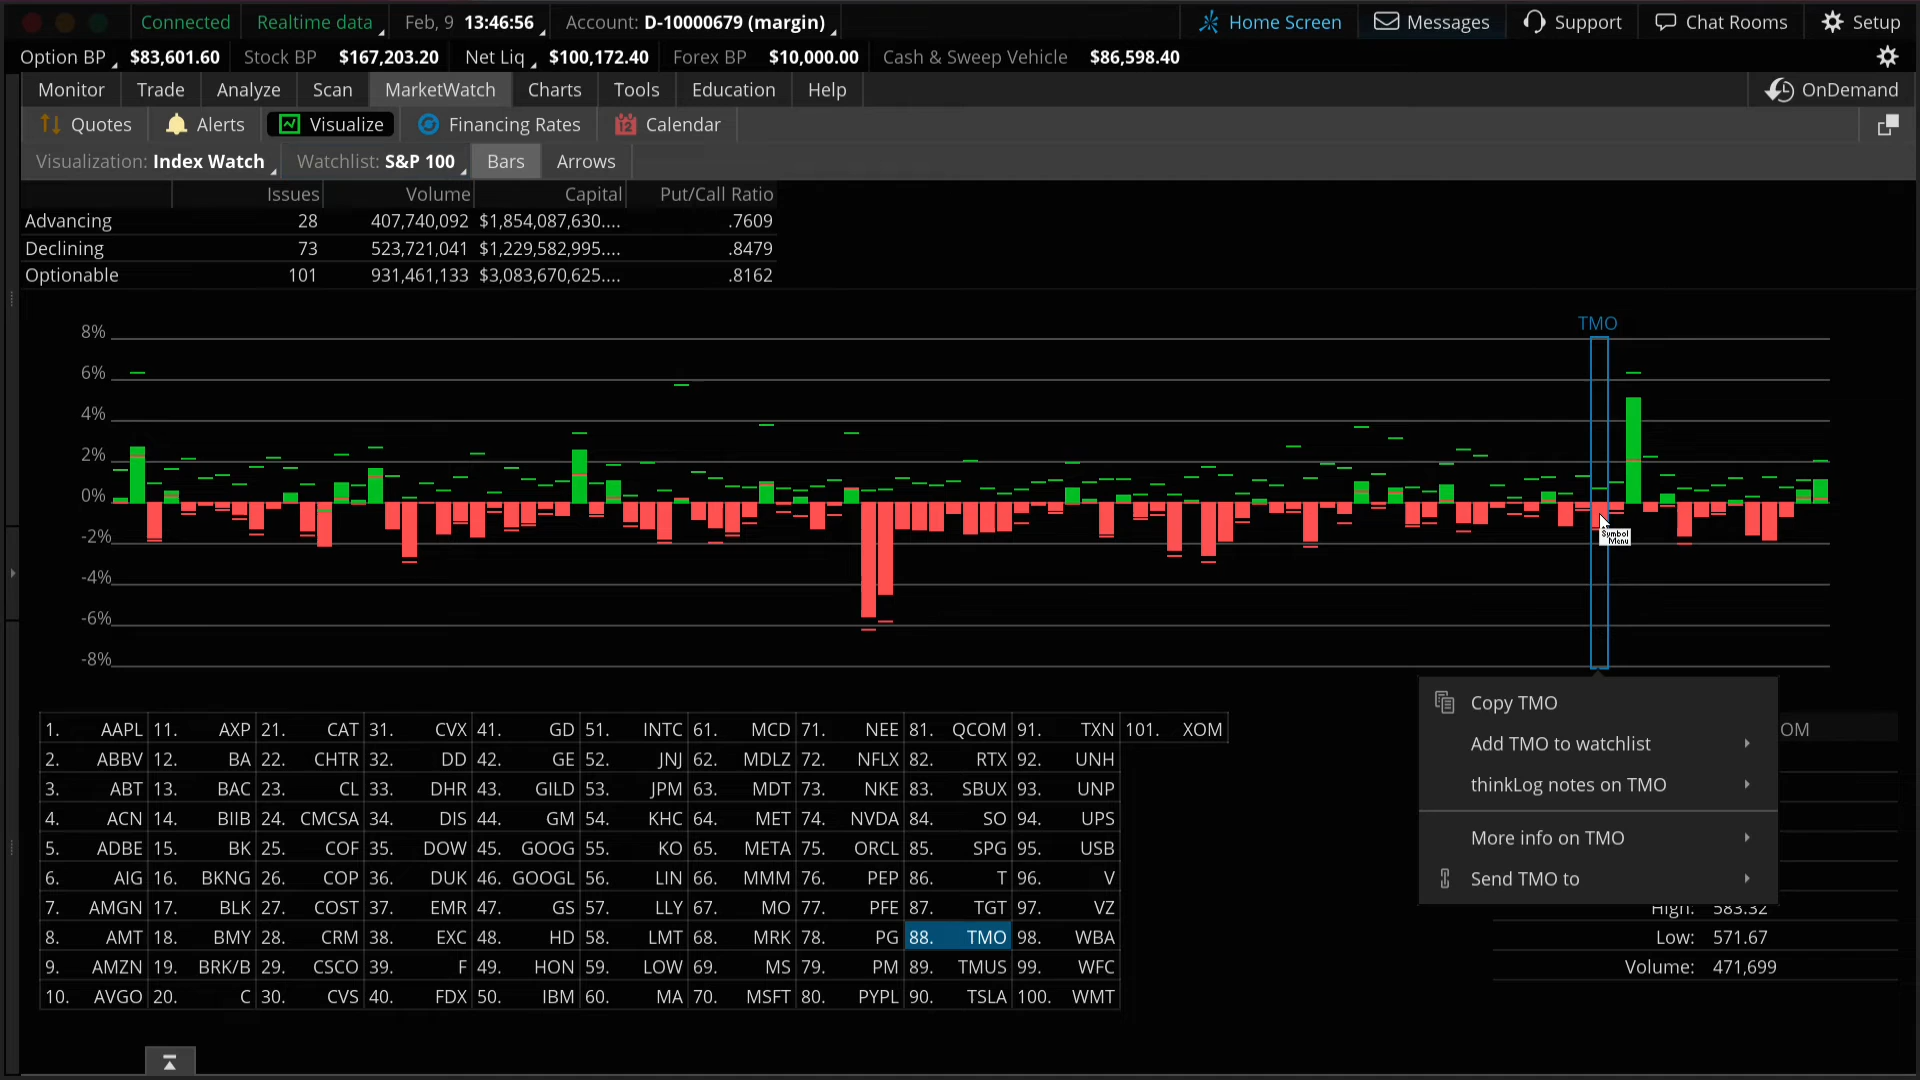 Connected Realtime data Feb, 9 13:46:56 Account: D-10000679 (margin) Home Screen Messages Support Chat Rooms Setup
Option BP $83,601.60 Stock BP $167,203.20 Net Liq $100,172.40 Forex BP $10,000.00 Cash & Sweep Vehicle $86,598.40
Monitor Trade Analyze Scan MarketWatch Charts Tools Education Help OnDemand
Quotes Alerts Visualize Financing Rates 12 Calendar
Visualization: Index Watch Watchlist: S&P 100 Bars Arrows
Issues Volume Capital Put/Call Ratio
Advancing 28 407,740,092 $1,854,087,630.... .7609
Declining 73 523,721,041 $1,229,582,995.... .8479
Optionable 101 931,461,133 $3,083,670,625.... .8162
TMO
8%
6%
4%
2%
0%
-2%
-4%
-6%
-8%
Symbol
Menu
Copy TMO
Add TMO to watchlist
thinkLog notes on TMO
More info on TMO
Send TMO to
1. AAPL 11. AXP 21. CAT 31. CVX 41. GD 51. INTC 61. MCD 71. NEE 81. QCOM 91. TXN 101. XOM OM
2. ABBV 12. BA 22. CHTR 32. DD 42. GE 52. JNJ 62. MDLZ 72. NFLX 82. RTX 92. UNH
3. ABT 13. BAC 23. CL 33. DHR 43. GILD 53. JPM 63. MDT 73. NKE 83. SBUX 93. UNP
4. ACN 14. BIIB 24. CMCSA 34. DIS 44. GM 54. KHC 64. MET 74. NVDA 84. SO 94. UPS
5. ADBE 15. BK 25. COF 35. DOW 45. GOOG 55. KO 65. META 75. ORCL 85. SPG 95. USB
6. AIG 16. BKNG 26. COP 36. DUK 46. GOOGL 56. LIN 66. MMM 76. PEP 86. T 96. V
7. AMGN 17. BLK 27. COST 37. EMR 47. GS 57. LLY 67. MO 77. PFE 87. TGT 97. VZ
High: 583.32
8. AMT 18. BMY 28. CRM 38. EXC 48. HD 58. LMT 68. MRK 78. PG 88. TMO 98. WBA
Low: 571.67
9. AMZN 19. BRK/B 29. CSCO 39. F 49. HON 59. LOW 69. MS 79. PM 89. TMUS 99. WFC
Volume: 471,699
10. AVGO 20. C 30. CVS 40. FDX 50. IBM 60. MA 70. MSFT 80. PYPL 90. TSLA 100. WMT